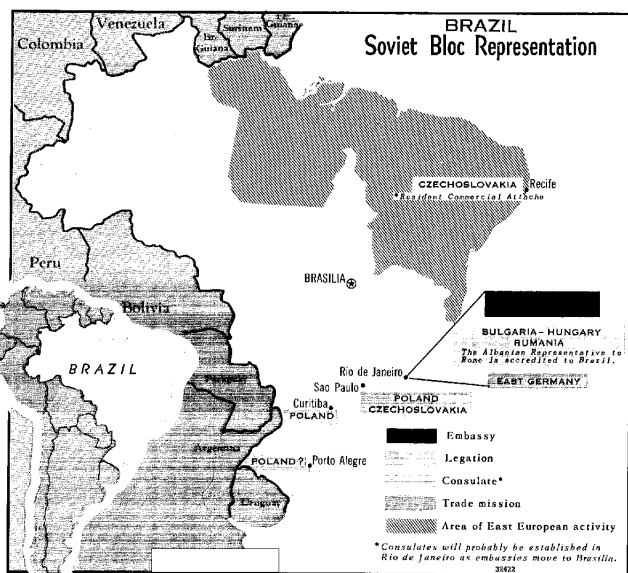 BRAZIL
Soviet Bloc Representation
Venezuela
Colombia
Br.
Guiana
Surinam
Fr.
Guiana
CZECHOSLOVAKIA
Recife
*Resident Commercial Attache
Peru
BRASILIA
Bolivia
BRAZIL
BULGARIA - HUNGARY
RUMANIA
The Albanian Representative to
Rome is accredited to Brazil.
Rio de Janeiro
EAST GERMANY
Sao Paulo
Paraguay
Curitiba
POLAND
POLAND
CZECHOSLOVAKIA
Argentina
POLAND ?
Porto Alegre
Uruguay
Embassy
Legation
Consulate*
Trade mission
Area of East European activity
*Consulates will probably be established in
Rio de Janeiro as embassies move to Brasilia.
32422